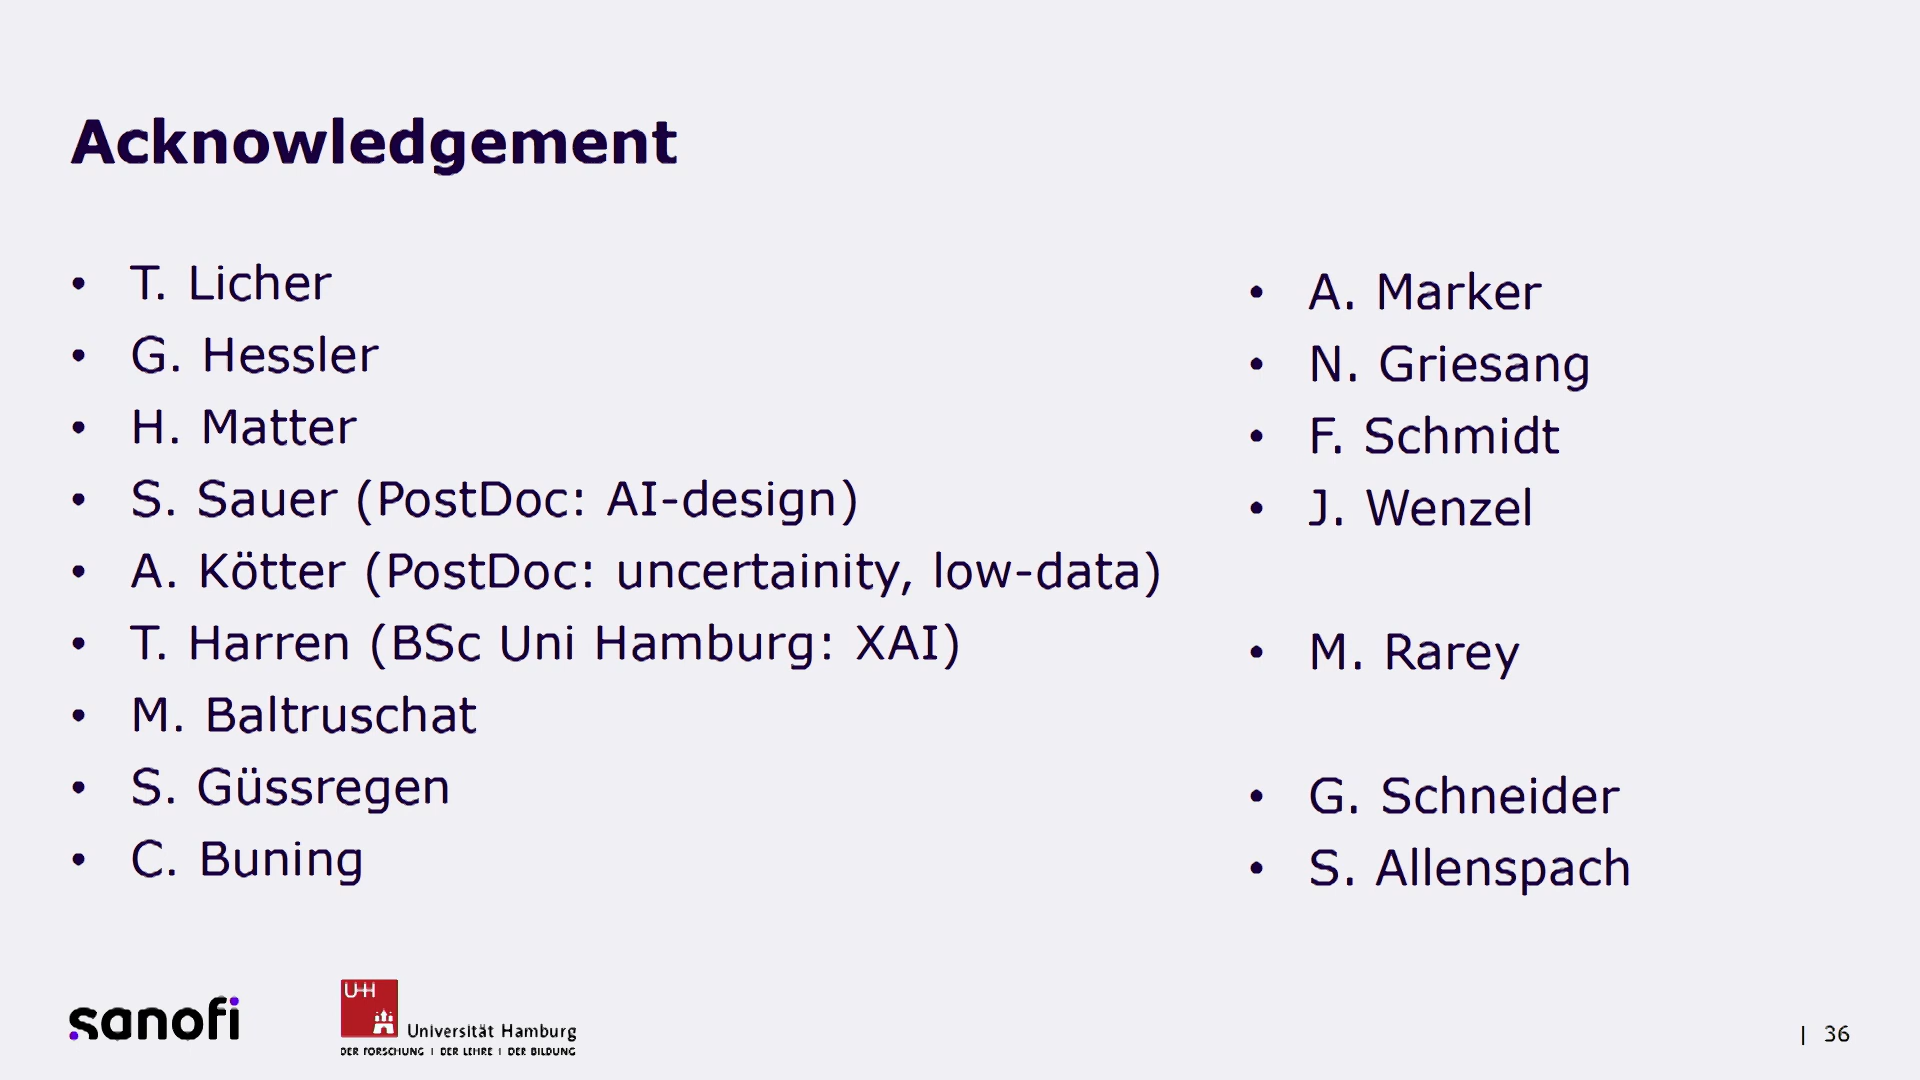 Acknowledgement
• T. Licher
• G. Hessler
• H. Matter
• S. Sauer (PostDoc: AI-design)
• A. Kötter (PostDoc: uncertainity, low-data)
• T. Harren (BSc Uni Hamburg: XAI)
• M. Baltruschat
• S. Güssregen
• C. Buning
• A. Marker
• N. Griesang
• F. Schmidt
• J. Wenzel
• M. Rarey
• G. Schneider
• S. Allenspach
sanofi
UH
Universität Hamburg
DER FORSCHUNG | DER LEHRE | DER BILDUNG
| 36